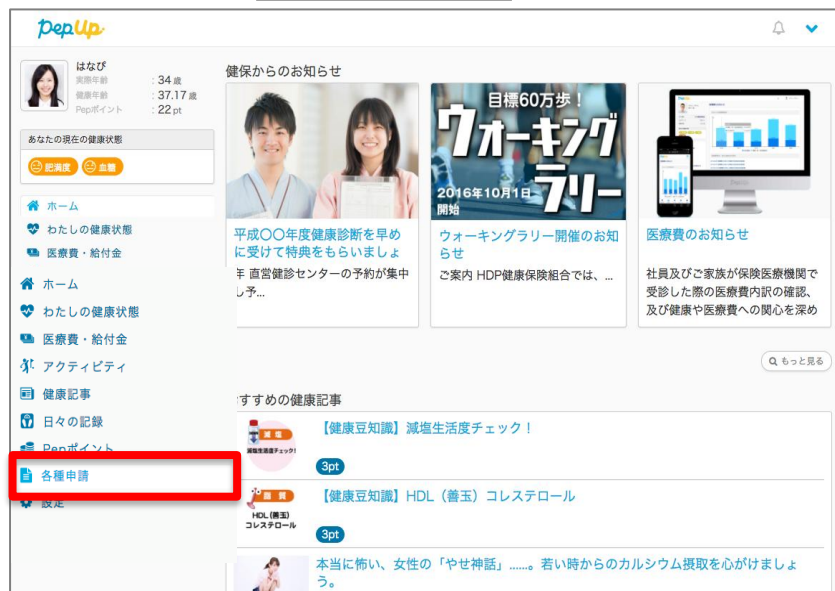 PepUp
はなび
実際年齢 : 34 歳
健康年齢 : 37.17 歳
Pepポイント : 22 pt
あなたの現在の健康状態
肥満度 血糖
ホーム
わたしの健康状態
医療費・給付金
ホーム
わたしの健康状態
医療費・給付金
アクティビティ
健康記事
日々の記録
Pepポイント
各種申請
設定
健保からのお知らせ
平成〇〇年度健康診断を早め
に受けて特典をもらいましょ
年 直営健診センターの予約が集中
し予...
目標60万歩！
ウォーキング
ラリー
2016年10月1日
開始
ウォーキングラリー開催のお知
らせ
ご案内 HDP健康保険組合では、...
医療費のお知らせ
社員及びご家族が保険医療機関で
受診した際の医療費内訳の確認、
及び健康や医療費への関心を深め
もっと見る
すすめの健康記事
減塩
減塩生活度チェック!
【健康豆知識】減塩生活度チェック！
3pt
脂質
HDL（善玉）
コレステロール
【健康豆知識】HDL（善玉）コレステロール
3pt
本当に怖い、女性の「やせ神話」......。若い時からのカルシウム摂取を心がけましょ
う。